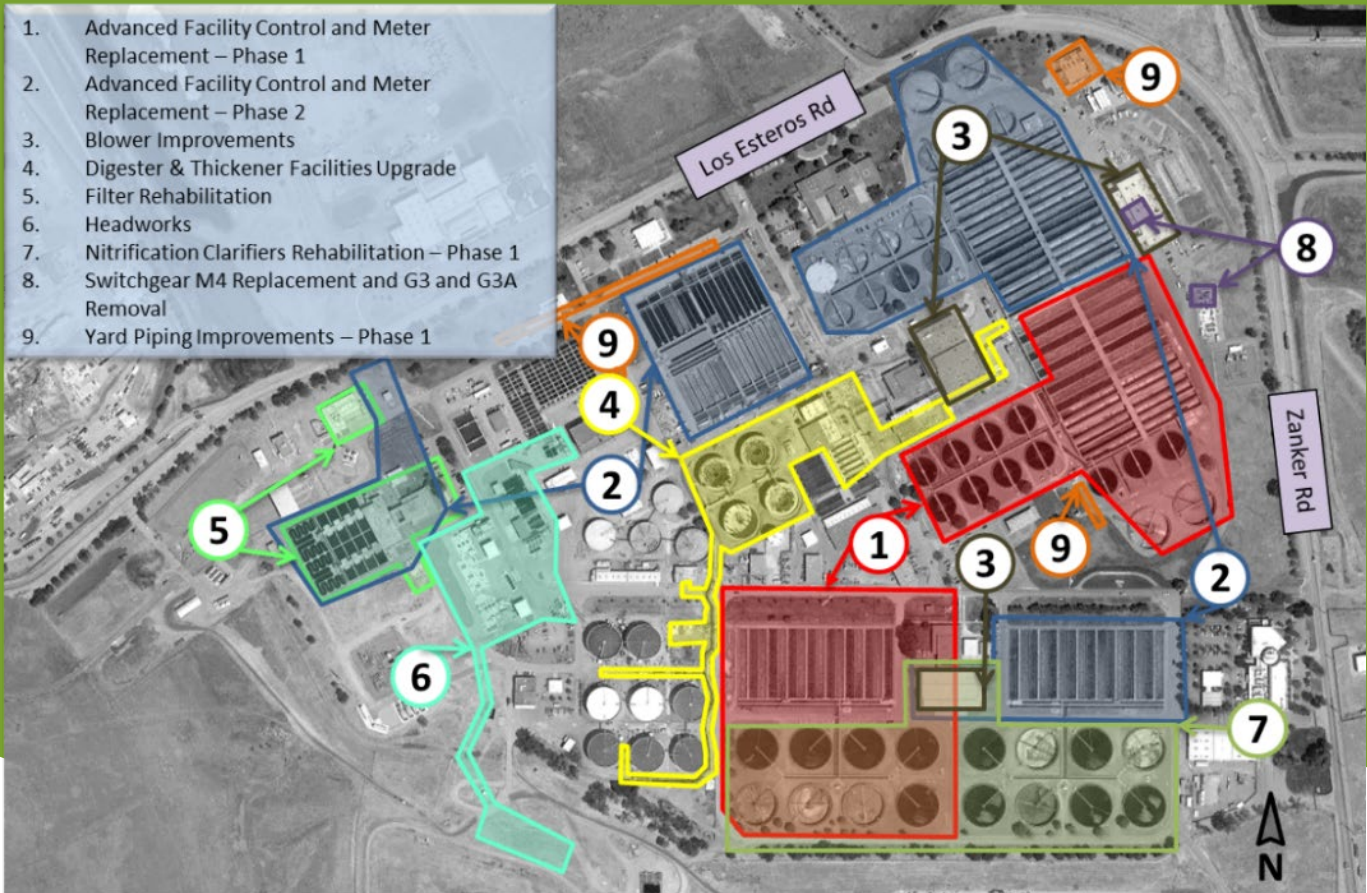 1. Advanced Facility Control and Meter
Replacement – Phase 1
2. Advanced Facility Control and Meter
Replacement – Phase 2
3. Blower Improvements
4. Digester & Thickener Facilities Upgrade
5. Filter Rehabilitation
6. Headworks
7. Nitrification Clarifiers Rehabilitation – Phase 1
8. Switchgear M4 Replacement and G3 and G3A
Removal
9. Yard Piping Improvements – Phase 1
Los Esteros Rd
9
3
8
9
4
Zanker
Rd
2
5
1
9
3
2
6
7
N